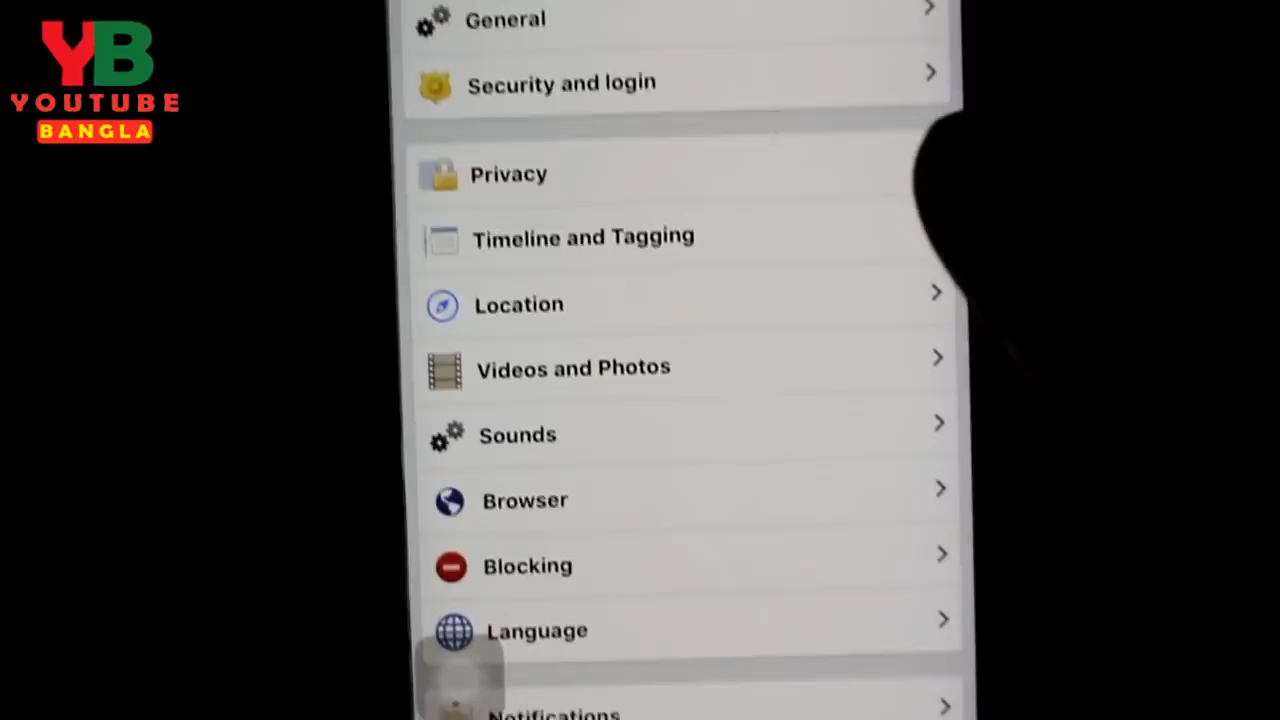 YB
YOUTUBE
BANGLA
General
Security and login
Privacy
Timeline and Tagging
Location
Videos and Photos
Sounds
Browser
Blocking
Language
Notifications